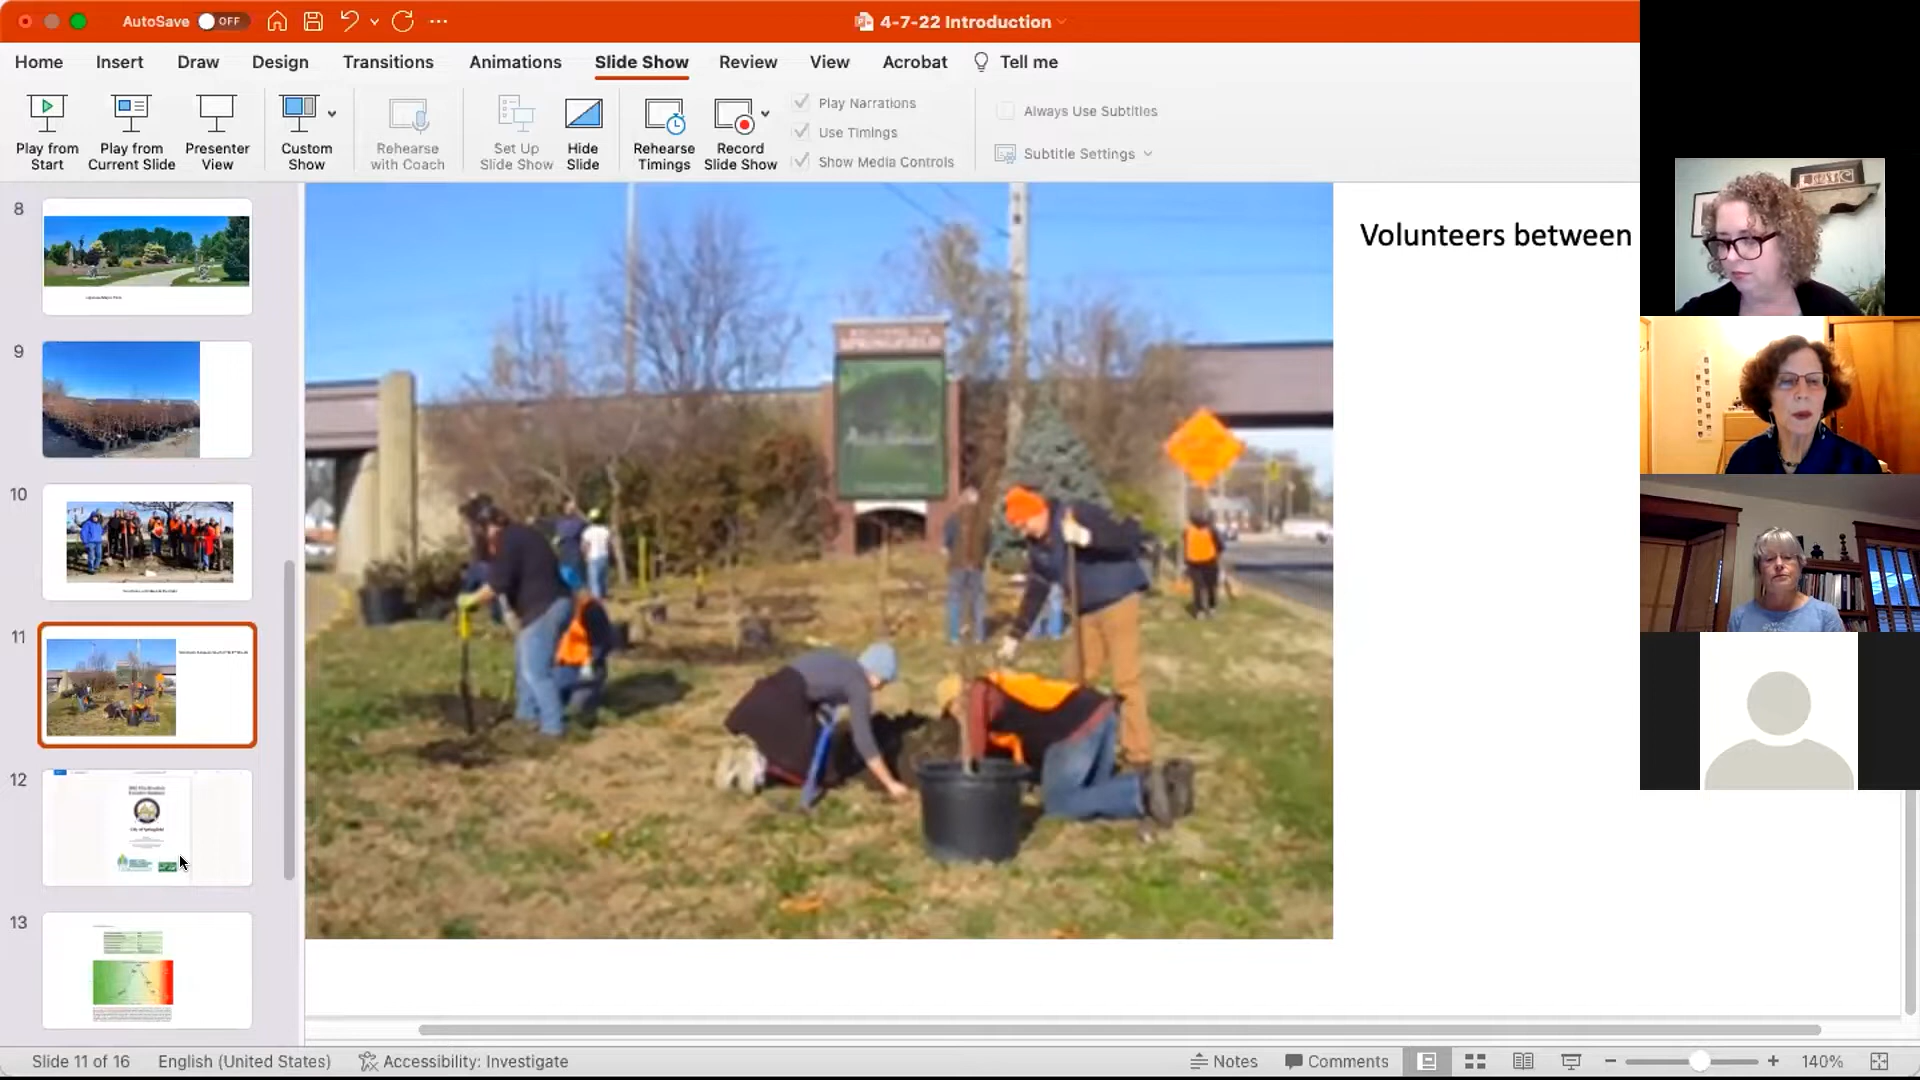 AutoSave OFF
4-7-22 Introduction
Home Insert Draw Design Transitions Animations Slide Show Review View Acrobat Tell me
Play from Start
Play from Current Slide
Presenter View
Custom Show
Rehearse with Coach
Set Up Slide Show
Hide Slide
Rehearse Timings
Record Slide Show
Play Narrations
Use Timings
Show Media Controls
Always Use Subtitles
Subtitle Settings
8
9
10
11
12
13
Volunteers between
SPRINGFIELD
City of Springfield
Slide 11 of 16 English (United States) Accessibility: Investigate Notes Comments 140%